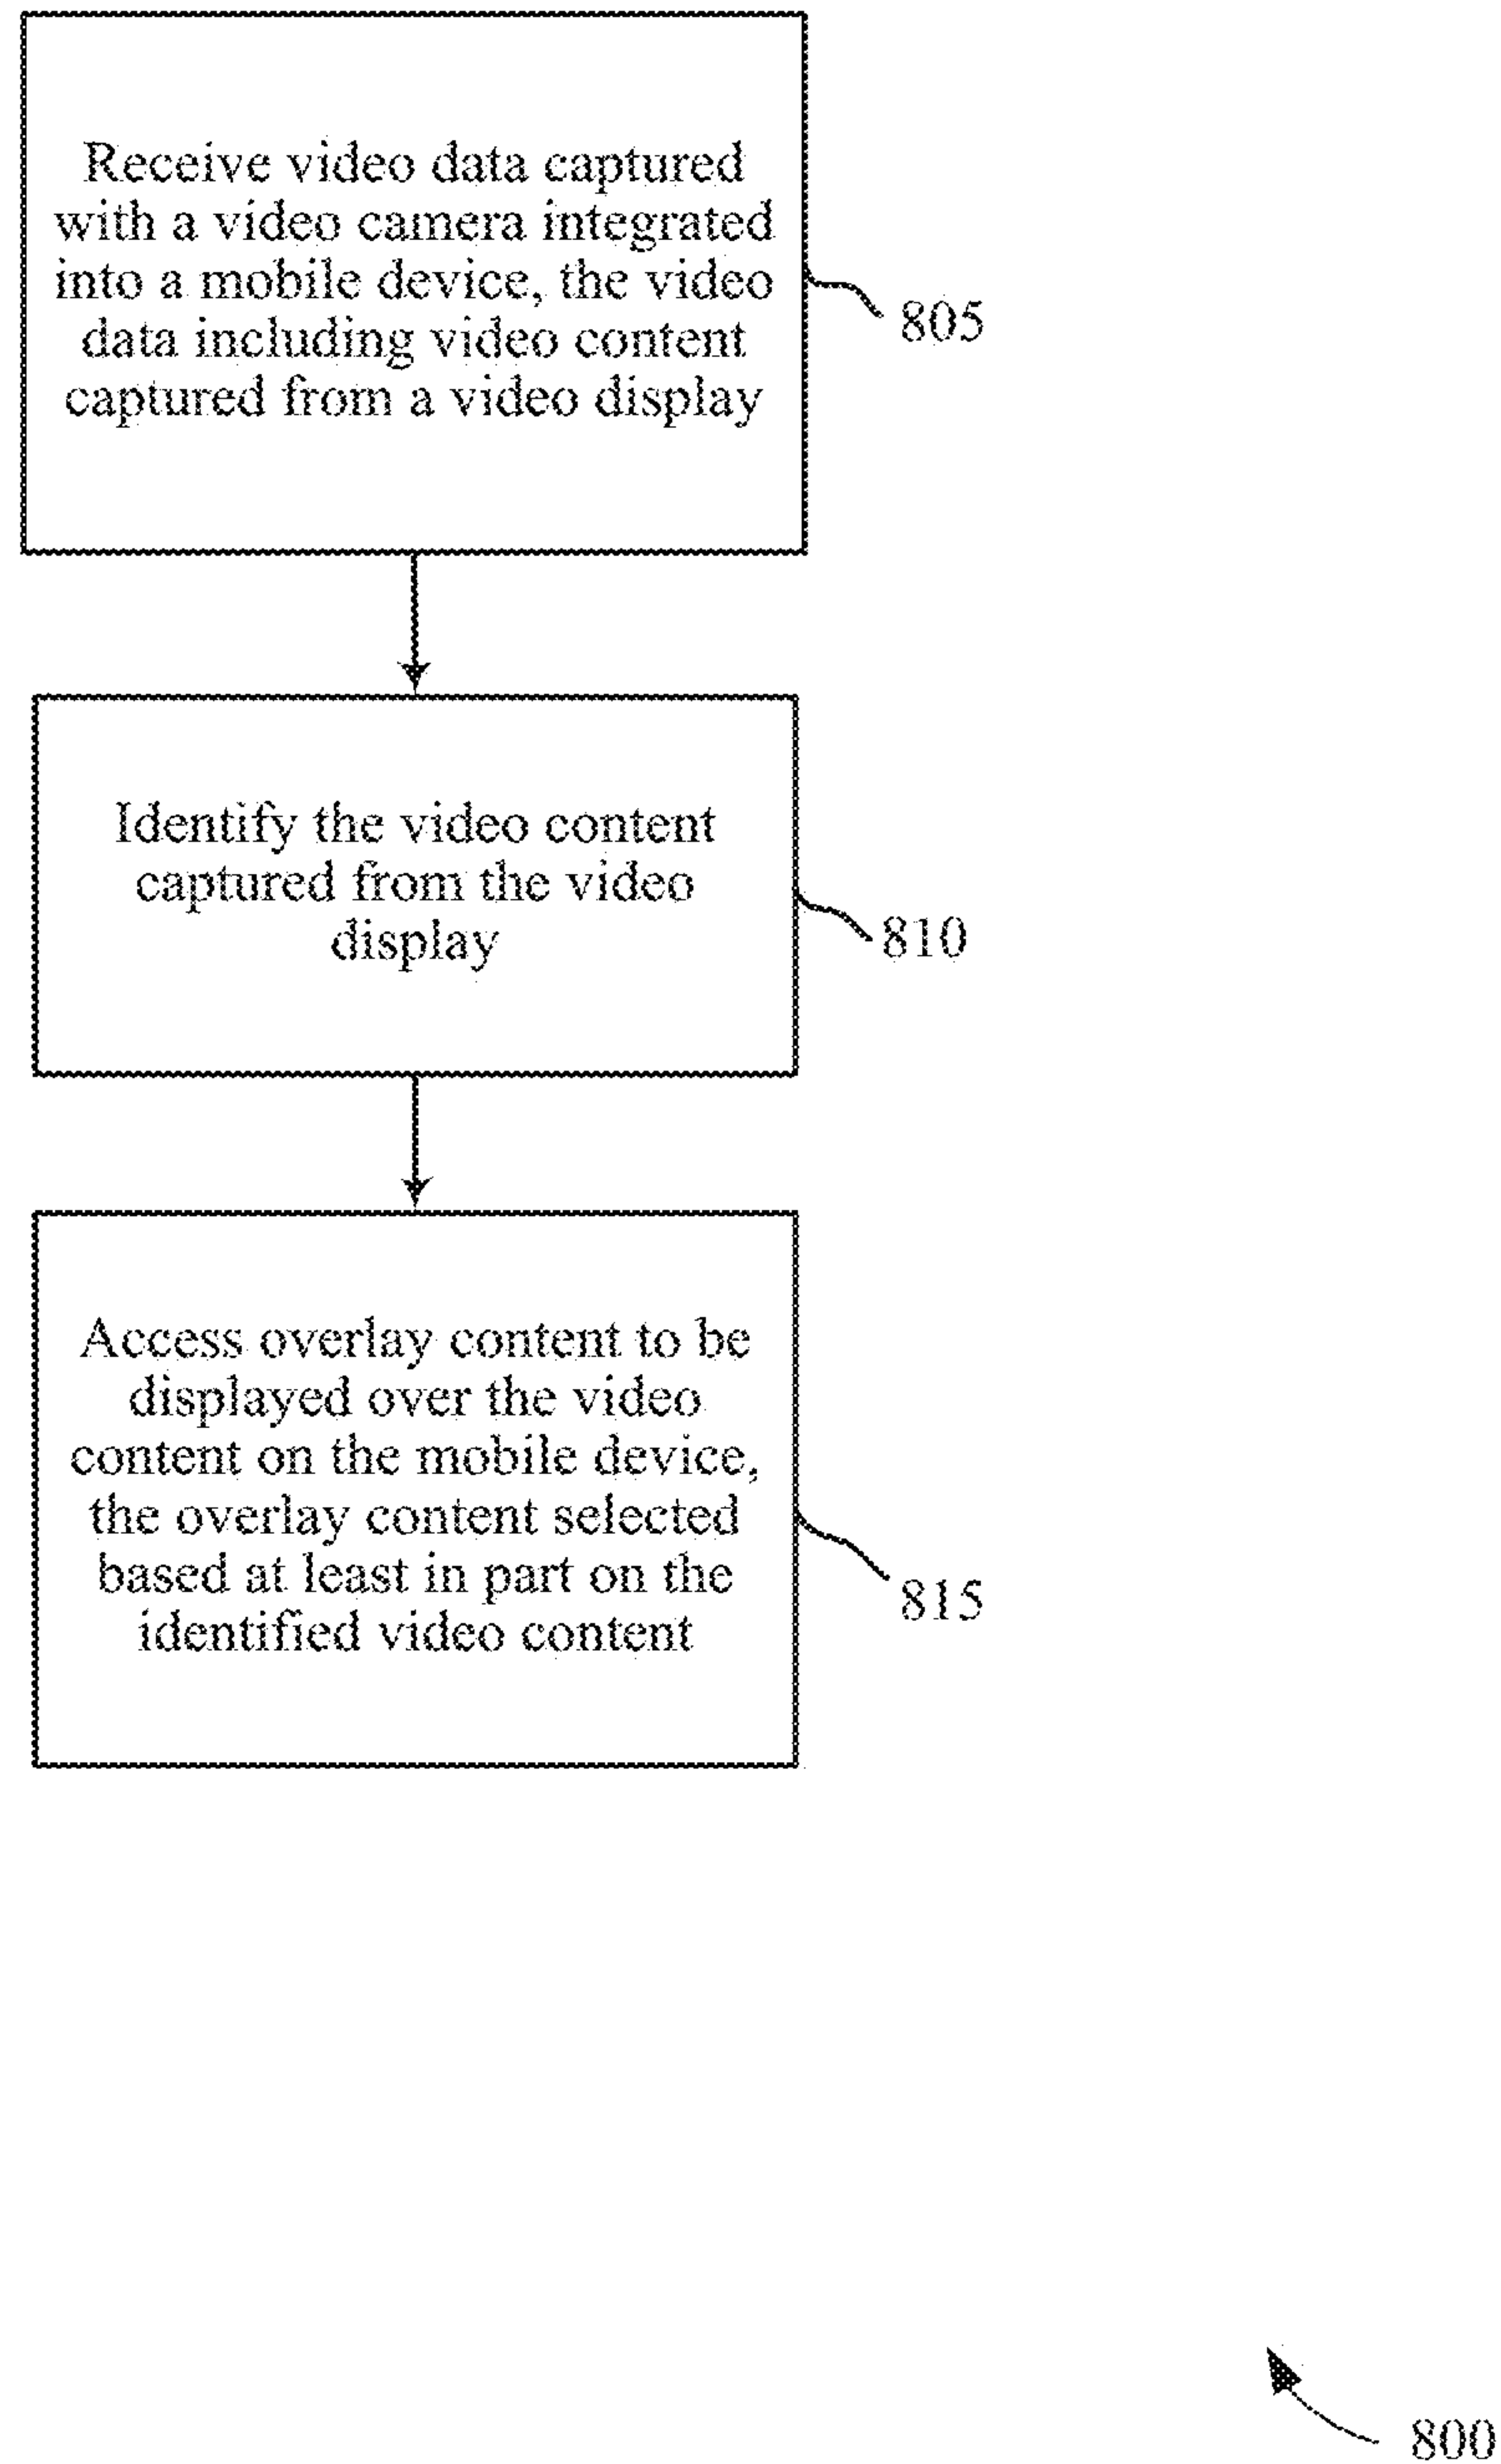 Receive video data captured
with a video camera integrated
into a mobile device, the video
data including video content
captured from a video display
805
Identify the video content
captured from the video
display
810
Access overlay content to be
displayed over the video
content on the mobile device,
the overlay content selected
based at least in part on the
identified video content
815
800